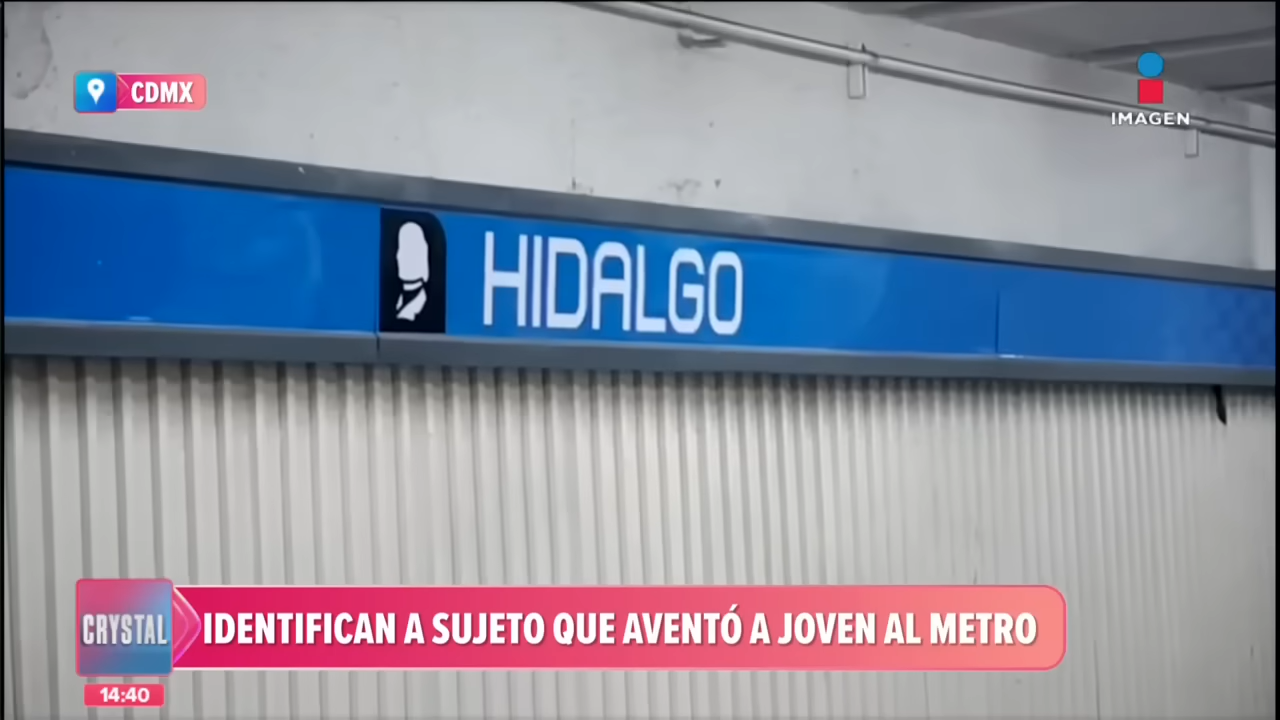 CDMX
IMAGEN
HIDALGO
CRYSTAL
IDENTIFICAN A SUJETO QUE AVENTÓ A JOVEN AL METRO
14:40